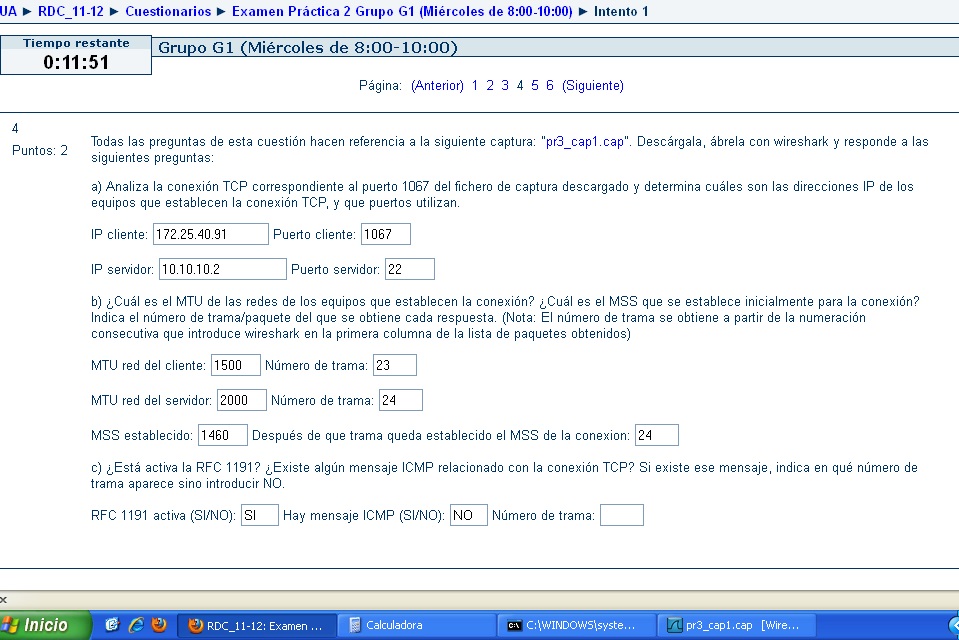 UA ► RDC_11-12 ► Cuestionarios ► Examen Práctica 2 Grupo G1 (Miércoles de 8:00-10:00) ► Intento 1
Tiempo restante
0:11:51
Grupo G1 (Miércoles de 8:00-10:00)
Página: (Anterior) 1 2 3 4 5 6 (Siguiente)
4
Puntos: 2
Todas las preguntas de esta cuestión hacen referencia a la siguiente captura: "pr3_cap1.cap". Descárgala, ábrela con wireshark y responde a las
siguientes preguntas:
a) Analiza la conexión TCP correspondiente al puerto 1067 del fichero de captura descargado y determina cuáles son las direcciones IP de los
equipos que establecen la conexión TCP, y que puertos utilizan.
IP cliente: 172.25.40.91 Puerto cliente: 1067
IP servidor: 10.10.10.2 Puerto servidor: 22
b) ¿Cuál es el MTU de las redes de los equipos que establecen la conexión? ¿Cuál es el MSS que se establece inicialmente para la conexión?
Indica el número de trama/paquete del que se obtiene cada respuesta. (Nota: El número de trama se obtiene a partir de la numeración
consecutiva que introduce wireshark en la primera columna de la lista de paquetes obtenidos)
MTU red del cliente: 1500 Número de trama: 23
MTU red del servidor: 2000 Número de trama: 24
MSS establecido: 1460 Después de que trama queda establecido el MSS de la conexion: 24
c) ¿Está activa la RFC 1191? ¿Existe algún mensaje ICMP relacionado con la conexión TCP? Si existe ese mensaje, indica en qué número de
trama aparece sino introducir NO.
RFC 1191 activa (SI/NO): SI Hay mensaje ICMP (SI/NO): NO Número de trama:
x
Inicio RDC_11-12: Examen ... Calculadora C:\WINDOWS\syste... pr3_cap1.cap [Wire...